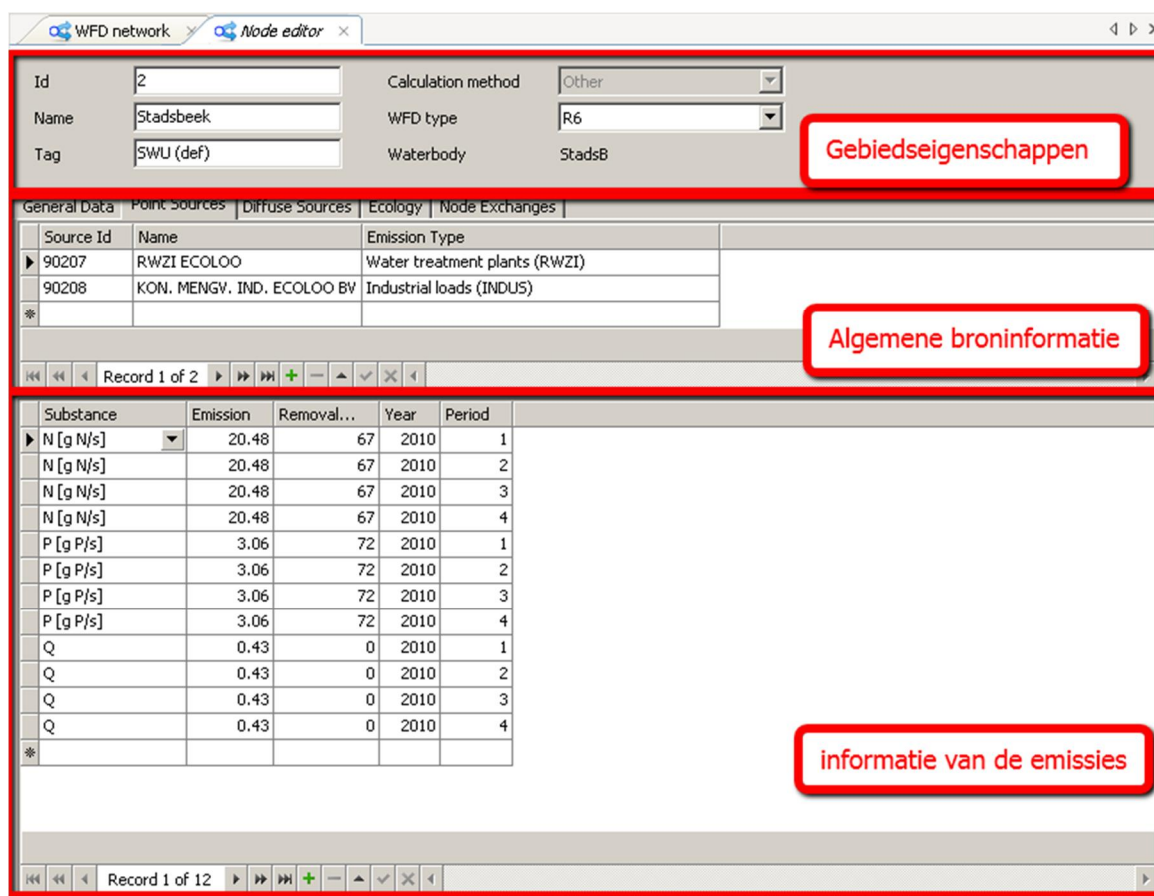 WFD network Node editor
Id 2 Calculation method Other
Name Stadsbeek WFD type R6
Tag SWU (def) Waterbody StadsB
Gebiedseigenschappen
General Data Point Sources Diffuse Sources Ecology Node Exchanges
Source Id Name Emission Type
90207 RWZI ECOLOO Water treatment plants (RWZI)
90208 KON. MENGV. IND. ECOLOO BV Industrial loads (INDUS)
Algemene broninformatie
Record 1 of 2
Substance Emission Removal... Year Period
N [g N/s] 20.48 67 2010 1
N [g N/s] 20.48 67 2010 2
N [g N/s] 20.48 67 2010 3
N [g N/s] 20.48 67 2010 4
P [g P/s] 3.06 72 2010 1
P [g P/s] 3.06 72 2010 2
P [g P/s] 3.06 72 2010 3
P [g P/s] 3.06 72 2010 4
Q 0.43 0 2010 1
Q 0.43 0 2010 2
Q 0.43 0 2010 3
Q 0.43 0 2010 4
informatie van de emissies
Record 1 of 12